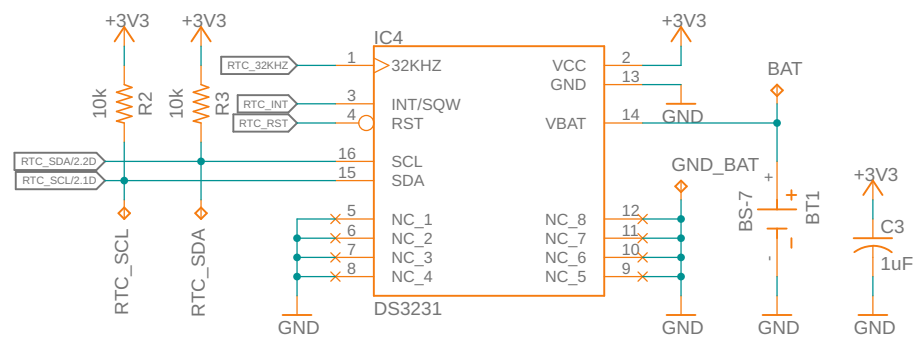 +3V3 +3V3 +3V3
IC4
RTC_32KHZ 1 32KHZ VCC 2
GND 13
BAT
10k R2 10k R3
RTC_INT 3 INT/SQW
RTC_RST 4 RST VBAT 14 GND
RTC_SDA/2.2D 16 SCL GND_BAT
RTC_SCL/2.1D 15 SDA
+3V3
+ +
BS-7 BT1
5 NC_1 NC_8 12
6 NC_2 NC_7 11
7 NC_3 NC_6 10
8 NC_4 NC_5 9
- -
C3
1uF
RTC_SCL RTC_SDA
DS3231
GND GND GND GND